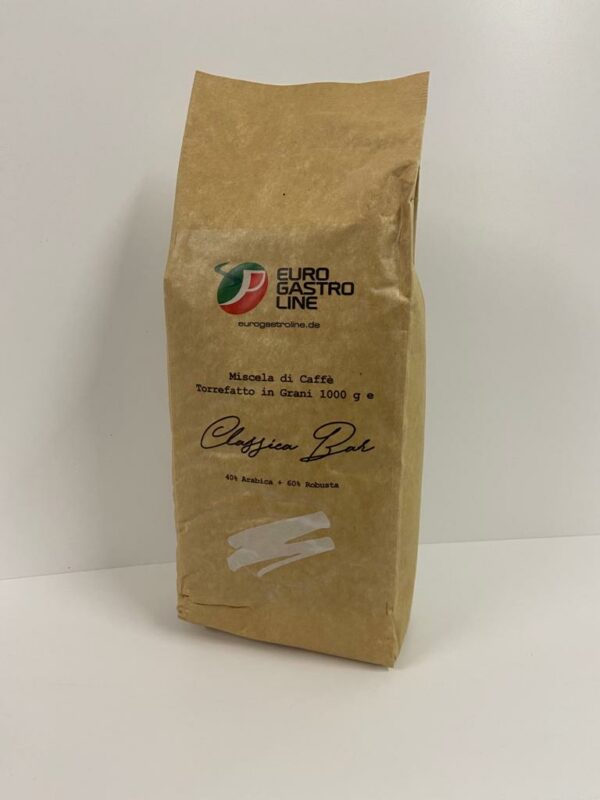 EURO
GASTRO
LINE
eurogastroline.de
Miscela di Caffè
Torrefatto in Grani 1000 g e
Classica Bar
40% Arabica + 60% Robusta